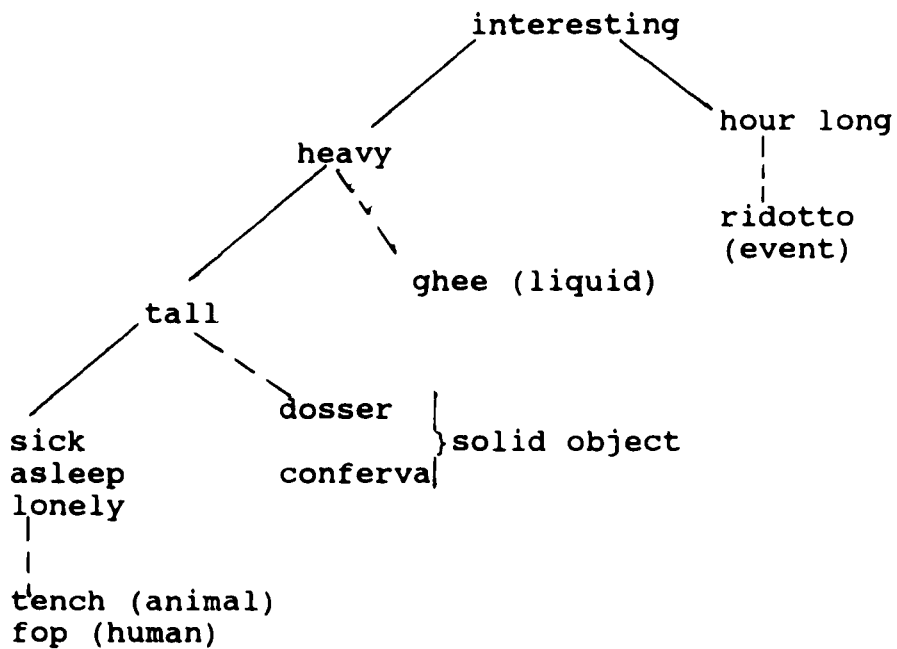 interesting
hour long
heavy
ridotto
(event)
ghee (liquid)
tall
dosser
solid object
sick
asleep
conferva
lonely
tench (animal)
fop (human)